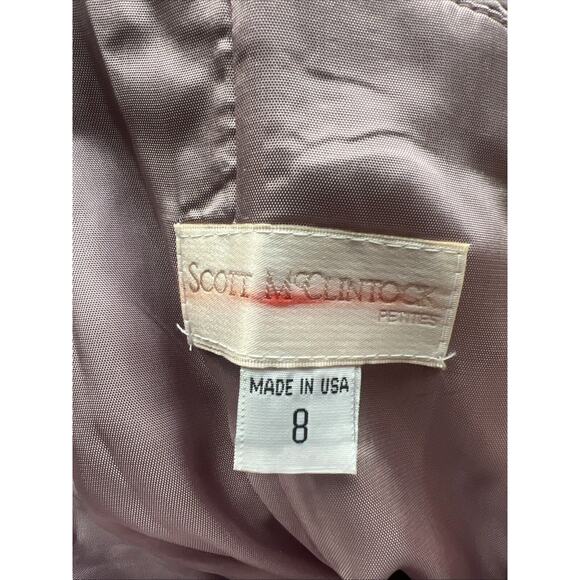 SCOTT MCCLINTOCK
PETITES
MADE IN USA
8